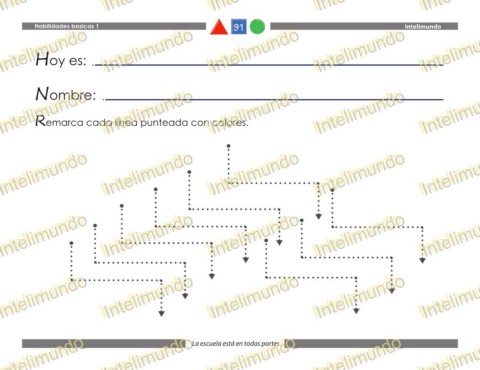 Habilidades basicas 1
91
Intelimundo
Hoy es:
Nombre:
Remarca cada línea punteada con colores.
La escuela está en todas partes
Intelimundo